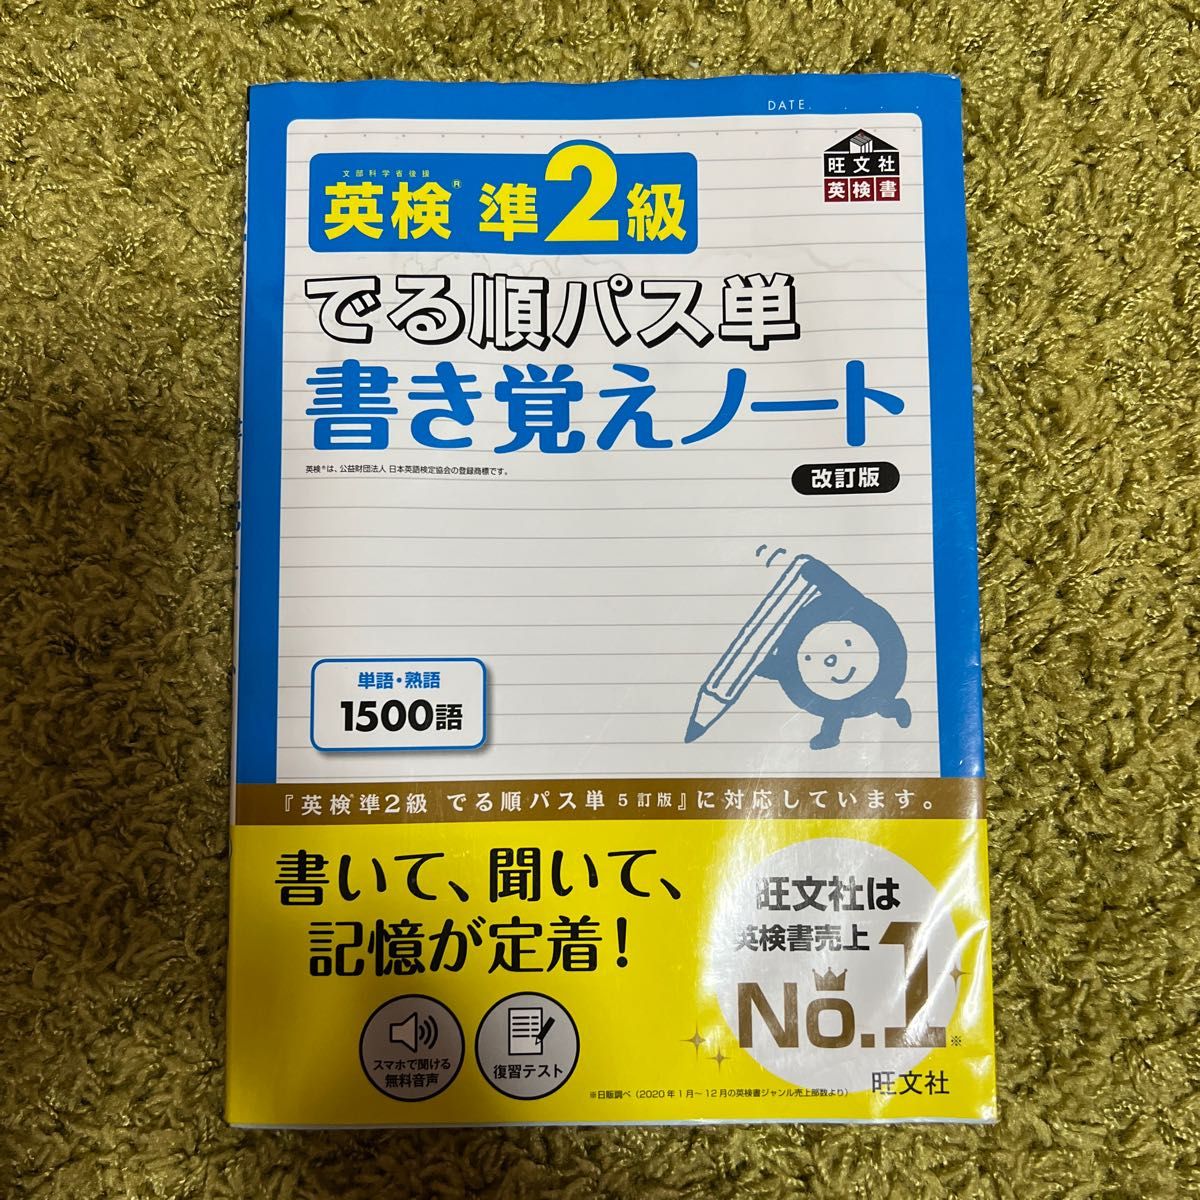 DATE. . . . .
旺文社
英検書
文部科学省後援
英検® 準2級
でる順パス単
書き覚えノート
英検®は、公益財団法人 日本英語検定協会の登録商標です。
改訂版
単語・熟語
1500語
『英検®準2級 でる順パス単 5訂版』に対応しています。
書いて、聞いて、
記憶が定着!
旺文社は
英検書売上
No.1※
スマホで聞ける
無料音声
復習テスト
※日販調べ(2020年1月~12月の英検書ジャンル売上部数より)
旺文社